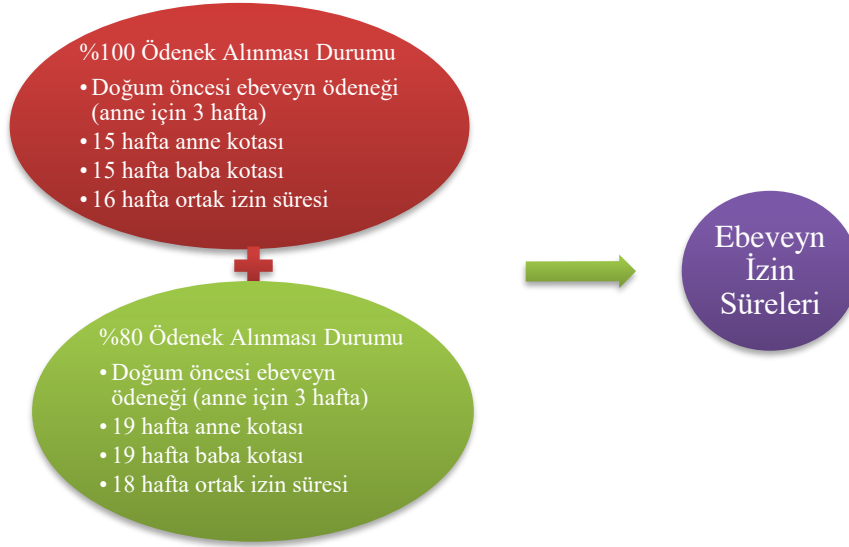 %100 Ödenek Alınması Durumu
• Doğum öncesi ebeveyn ödeneği
(anne için 3 hafta)
• 15 hafta anne kotası
• 15 hafta baba kotası
• 16 hafta ortak izin süresi
%80 Ödenek Alınması Durumu
• Doğum öncesi ebeveyn
ödeneği (anne için 3 hafta)
• 19 hafta anne kotası
• 19 hafta baba kotası
• 18 hafta ortak izin süresi
Ebeveyn
İzin
Süreleri